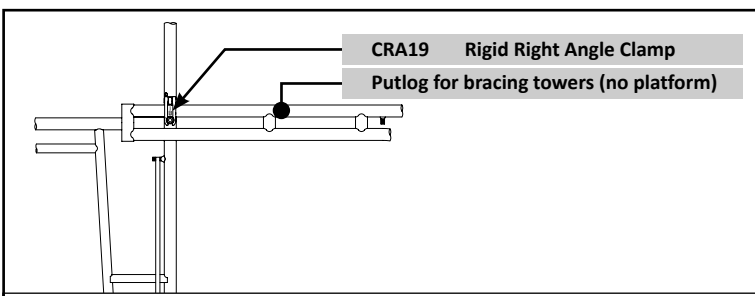 CRA19 Rigid Right Angle Clamp
Putlog for bracing towers (no platform)